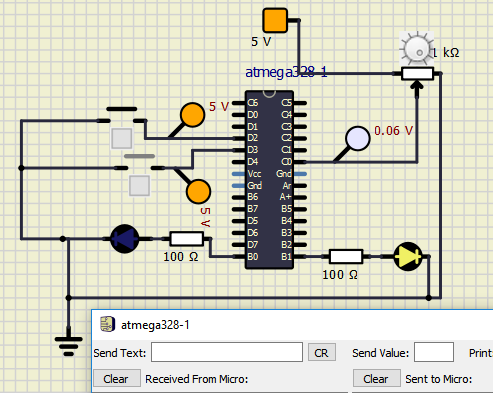 5 V
1 kΩ
atmega328-1
5 V
0.06 V
5 V
C6 C5
D0 C4
D1 C3
D2 C2
D3 C1
D4 C0
Vcc Gnd
Gnd Ar
B6 A+
B7 B5
D5 B4
D6 B3
D7 B2
B0 B1
100 Ω
100 Ω
atmega328-1
Send Text: CR Send Value: Print
Clear Received From Micro: Clear Sent to Micro: